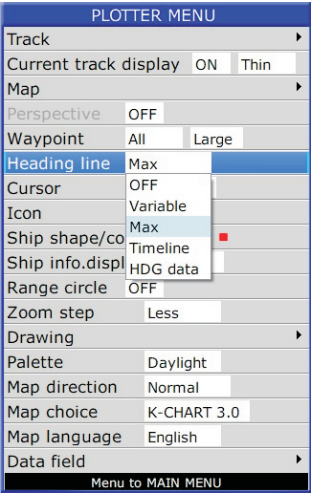 PLOTTER MENU
Track
Current track display ON Thin
Map
Perspective OFF
Waypoint All Large
Heading line Max
Cursor
OFF
Variable
Icon
Max
Ship shape/co
Timeline
Ship info.displ
HDG data
Range circle OFF
Zoom step Less
Drawing
Palette Daylight
Map direction Normal
Map choice K-CHART 3.0
Map language English
Data field
Menu to MAIN MENU